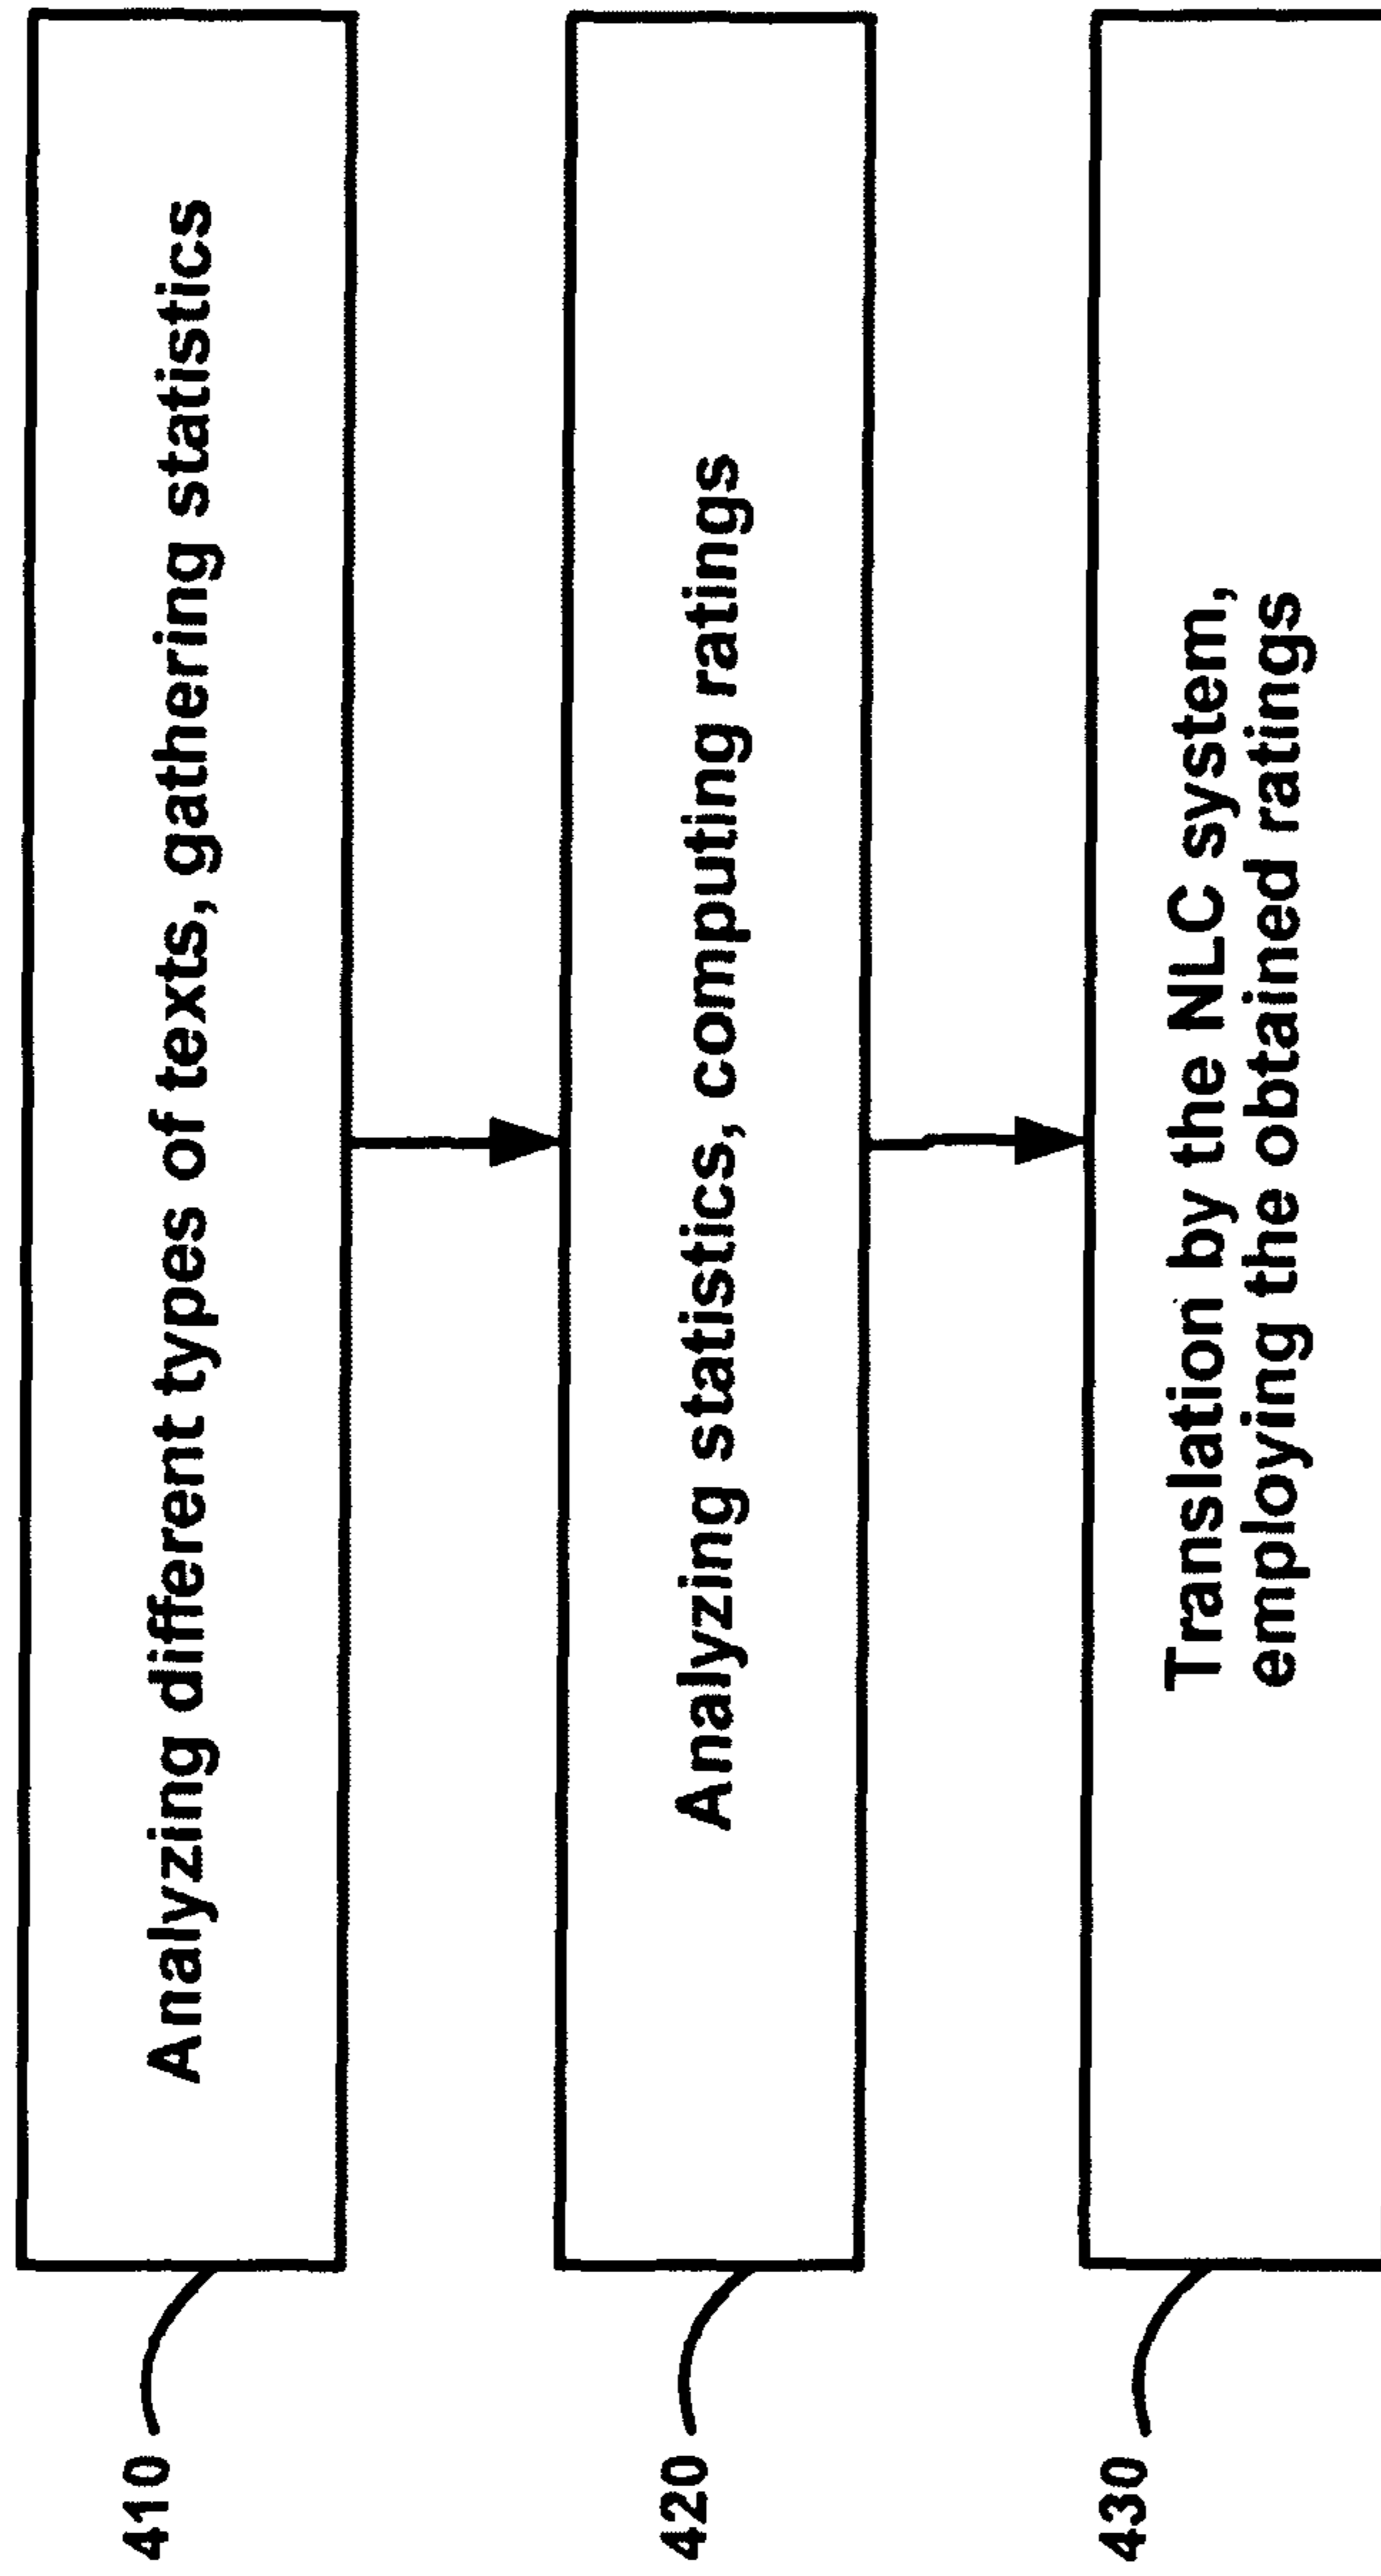 410
Analyzing different types of texts, gathering statistics
420
Analyzing statistics, computing ratings
430
Translation by the NLC system,
employing the obtained ratings